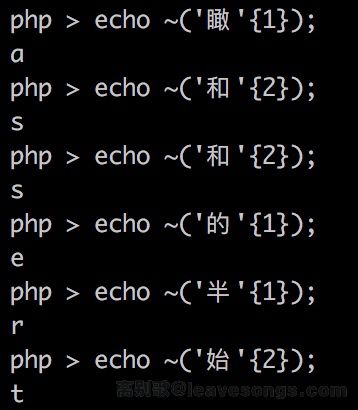 php > echo ~('瞰'{1});
a
php > echo ~('和'{2});
s
php > echo ~('和'{2});
s
php > echo ~('的'{1});
e
php > echo ~('半'{1});
r
php > echo ~('始'{2});
t
离别歌@leavesongs.com